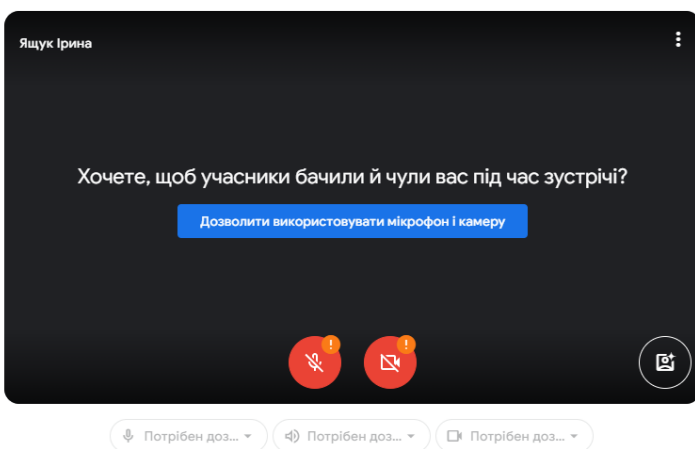 Ящук Ірина
Хочете, щоб учасники бачили й чули вас під час зустрічі?
Дозволити використовувати мікрофон і камеру
! !
Потрібен доз... Потрібен доз... Потрібен доз...